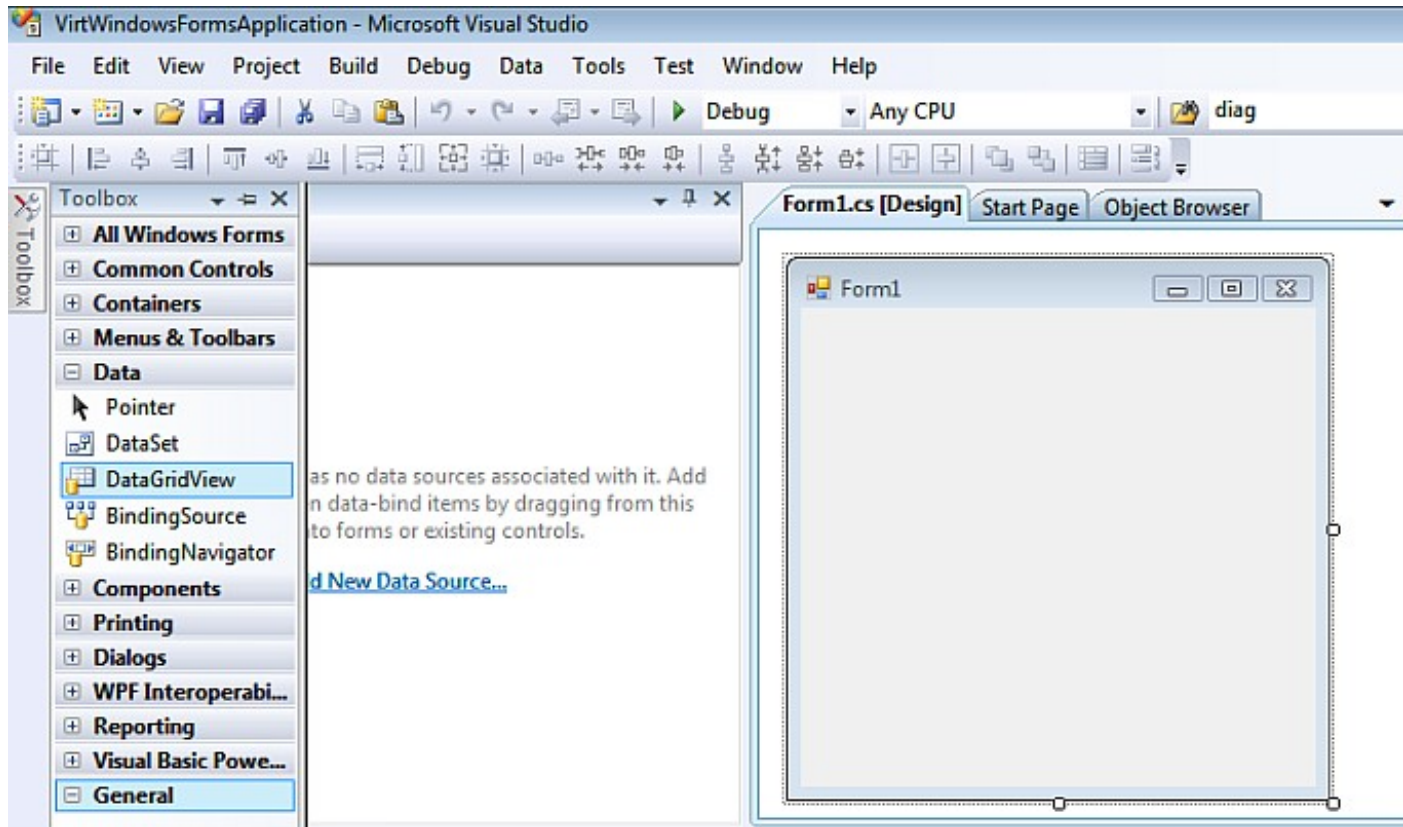 VirtWindowsFormsApplication - Microsoft Visual Studio
File Edit View Project Build Debug Data Tools Test Window Help
Debug Any CPU diag
Toolbox
Toolbox
All Windows Forms
Common Controls
Containers
Menus & Toolbars
Data
Pointer
DataSet
DataGridView
BindingSource
BindingNavigator
Components
Printing
Dialogs
WPF Interoperabi...
Reporting
Visual Basic Powe...
General
as no data sources associated with it. Add
n data-bind items by dragging from this
to forms or existing controls.
d New Data Source...
Form1.cs [Design] Start Page Object Browser
Form1